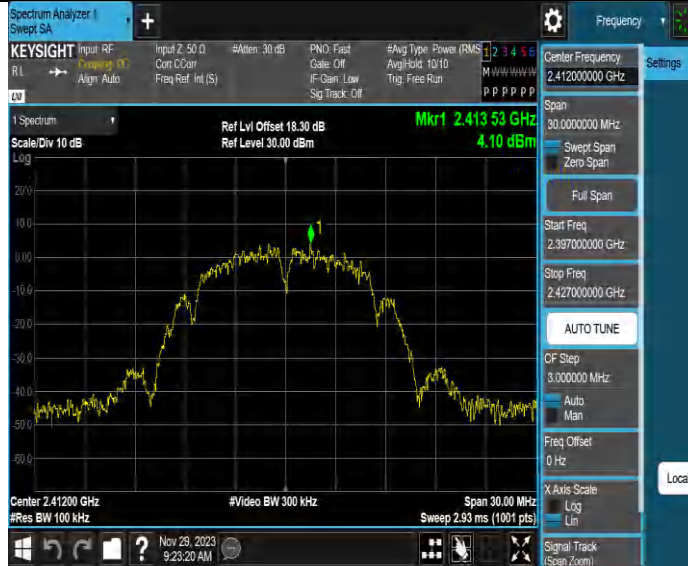 Spectrum Analyzer 1
Swept SA
+
Frequency
KEYSIGHT
Input: RF
Coupling: DC
Align: Auto
Input Z: 50 Ω
Corr CCorr
Freq Ref: Int (S)
#Atten: 30 dB
PNO: Fast
Gate: Off
IF Gain: Low
Sig Track: Off
#Avg Type: Power (RMS
Avg|Hold: 10/10
Trig: Free Run
1 2 3 4 5 6
M W W W W W
P P P P P P
R L
LXI
1 Spectrum
Scale/Div 10 dB
Log
Ref Lvl Offset 18.30 dB
Ref Level 30.00 dBm
Mkr1 2.413 53 GHz
4.10 dBm
1
20.0
10.0
0.00
-10.0
-20.0
-30.0
-40.0
-50.0
-60.0
Center 2.41200 GHz
#Res BW 100 kHz
#Video BW 300 kHz
Span 30.00 MHz
Sweep 2.93 ms (1001 pts)
?
Nov 29, 2023
9:23:20 AM
Center Frequency
2.412000000 GHz
Settings
Span
30.0000000 MHz
Swept Span
Zero Span
Full Span
Start Freq
2.397000000 GHz
Stop Freq
2.427000000 GHz
AUTO TUNE
CF Step
3.000000 MHz
Auto
Man
Freq Offset
0 Hz
X Axis Scale
Log
Lin
Local
Signal Track
(Span Zoom)